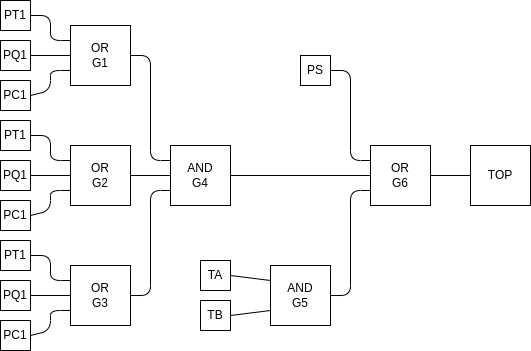 PT1
PQ1
PC1
OR
G1
PT1
PQ1
PC1
OR
G2
PT1
PQ1
PC1
OR
G3
AND
G4
PS
TA
TB
AND
G5
OR
G6
TOP